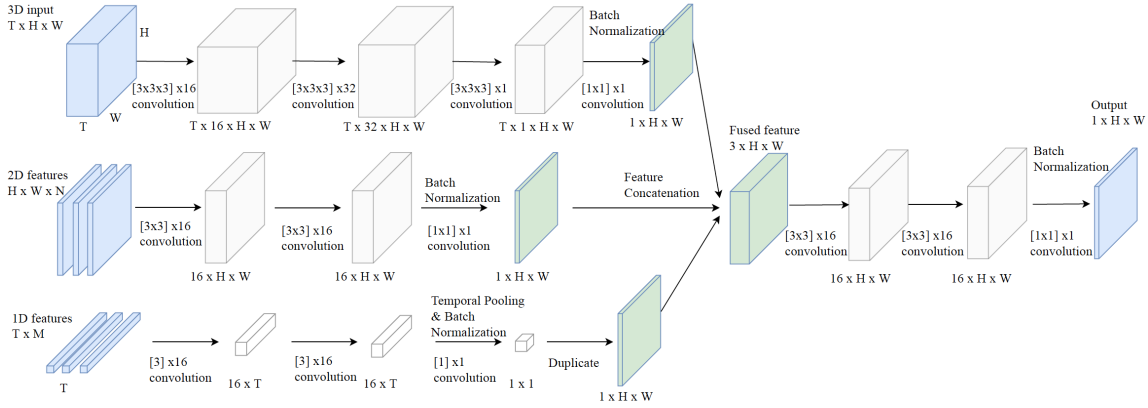 3D input
T x H x W
H
W
T
[3x3x3] x16
convolution
T x 16 x H x W
[3x3x3] x32
convolution
T x 32 x H x W
[3x3x3] x1
convolution
T x 1 x H x W
Batch
Normalization
[1x1] x1
convolution
1 x H x W
2D features
H x W x N
[3x3] x16
convolution
16 x H x W
[3x3] x16
convolution
16 x H x W
Batch
Normalization
[1x1] x1
convolution
1 x H x W
Feature
Concatenation
1D features
T x M
T
[3] x16
convolution
16 x T
[3] x16
convolution
16 x T
Temporal Pooling
& Batch
Normalization
[1] x1
convolution
1 x 1
Duplicate
1 x H x W
Fused feature
3 x H x W
[3x3] x16
convolution
16 x H x W
[3x3] x16
convolution
16 x H x W
Batch
Normalization
[1x1] x1
convolution
Output
1 x H x W